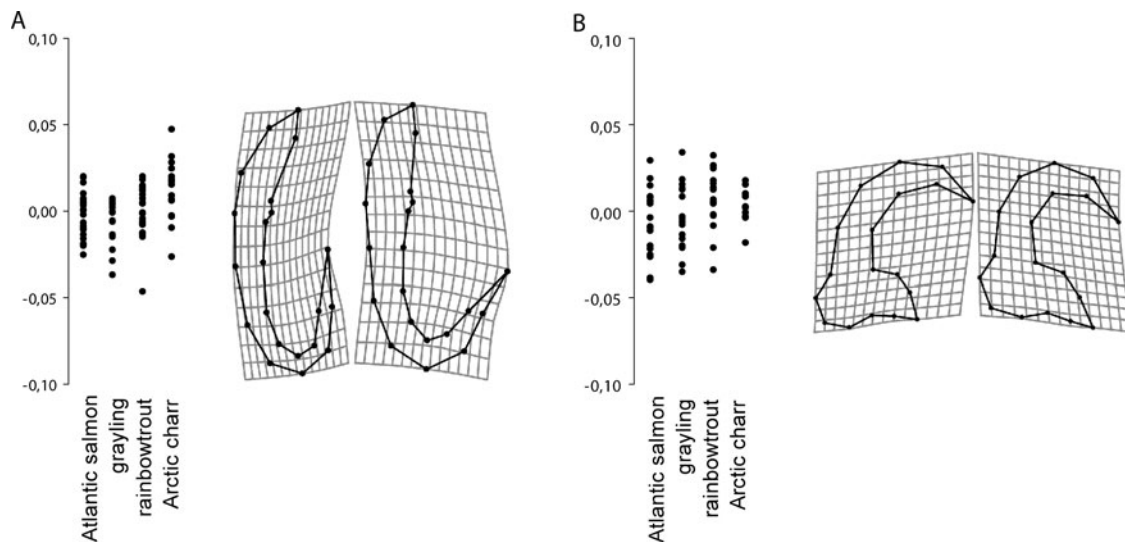 A
0,10
0,05
0,00
-0,05
-0,10
Atlantic salmon
grayling
rainbowtrout
Arctic charr
B
0,10
0,05
0,00
-0,05
-0,10
Atlantic salmon
grayling
rainbowtrout
Arctic charr